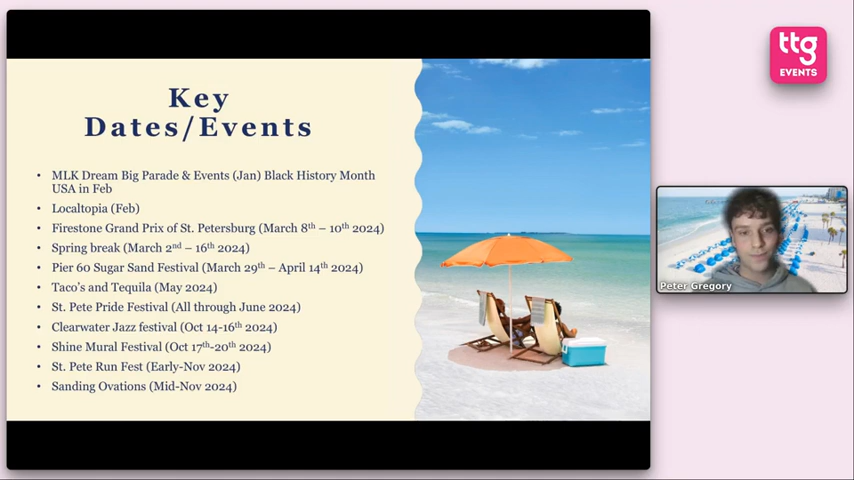 Key
Dates/Events
• MLK Dream Big Parade & Events (Jan) Black History Month
USA in Feb
• Localtopia (Feb)
• Firestone Grand Prix of St. Petersburg (March 8th – 10th 2024)
• Spring break (March 2nd – 16th 2024)
• Pier 60 Sugar Sand Festival (March 29th – April 14th 2024)
• Taco's and Tequila (May 2024)
• St. Pete Pride Festival (All through June 2024)
• Clearwater Jazz festival (Oct 14-16th 2024)
• Shine Mural Festival (Oct 17th-20th 2024)
• St. Pete Run Fest (Early-Nov 2024)
• Sanding Ovations (Mid-Nov 2024)
ttg
EVENTS
Peter Gregory